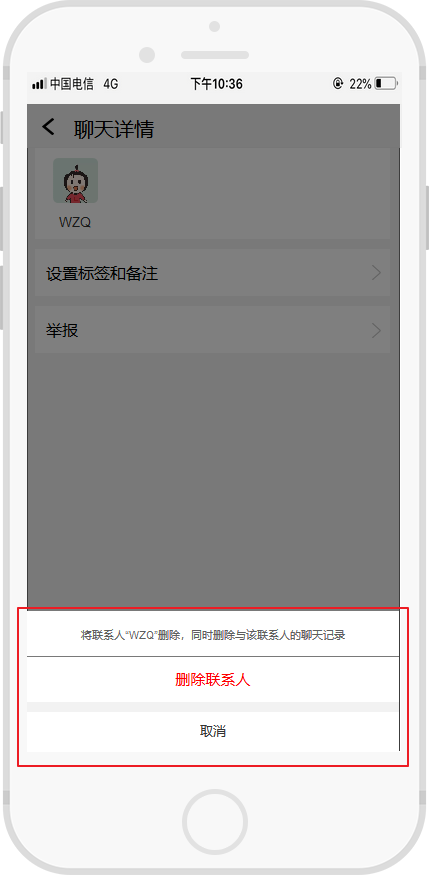 中国电信 4G 下午10:36 22%
聊天详情
WZQ
设置标签和备注
举报
将联系人“WZQ”删除，同时删除与该联系人的聊天记录
删除联系人
取消